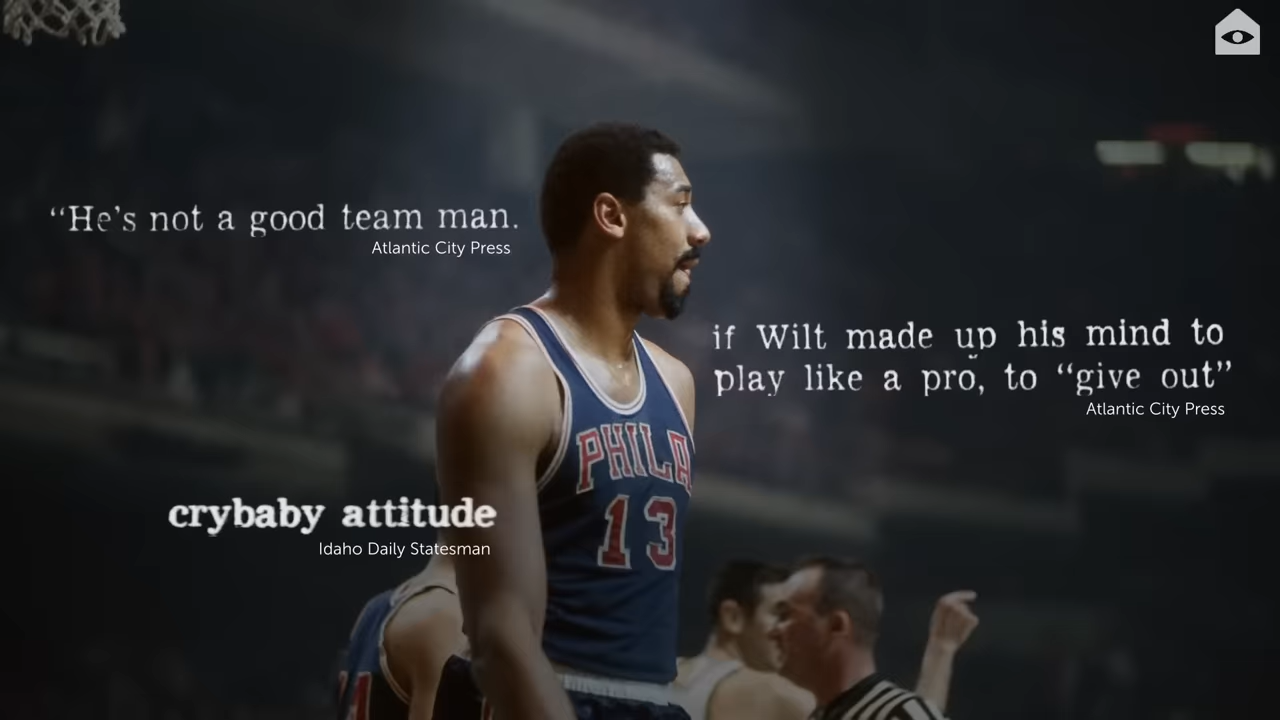 “He's not a good team man.
Atlantic City Press
if Wilt made up his mind to
play like a pro, to “give out”
Atlantic City Press
crybaby attitude
Idaho Daily Statesman
PHILA
13